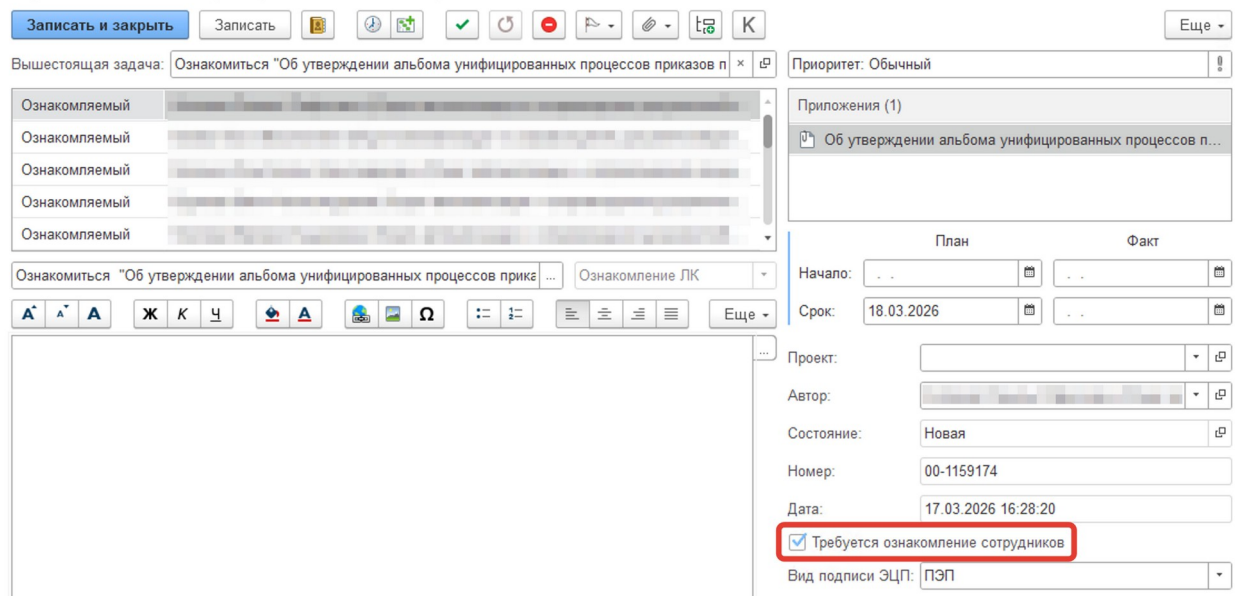 Записать и закрыть Записать К Еще
Вышестоящая задача: Ознакомиться "Об утверждении альбома унифицированных процессов приказов п
Приоритет: Обычный
Ознакомляемый
Ознакомляемый
Ознакомляемый
Ознакомляемый
Ознакомляемый
Приложения (1)
Об утверждении альбома унифицированных процессов п...
План Факт
Начало: . . . .
Срок: 18.03.2026 . .
Ознакомиться "Об утверждении альбома унифицированных процессов прика ... Ознакомление ЛК
А А А Ж К Ч А Ω Еще
...
Проект:
Автор:
Состояние: Новая
Номер: 00-1159174
Дата: 17.03.2026 16:28:20
Требуется ознакомление сотрудников
Вид подписи ЭЦП: ПЭП